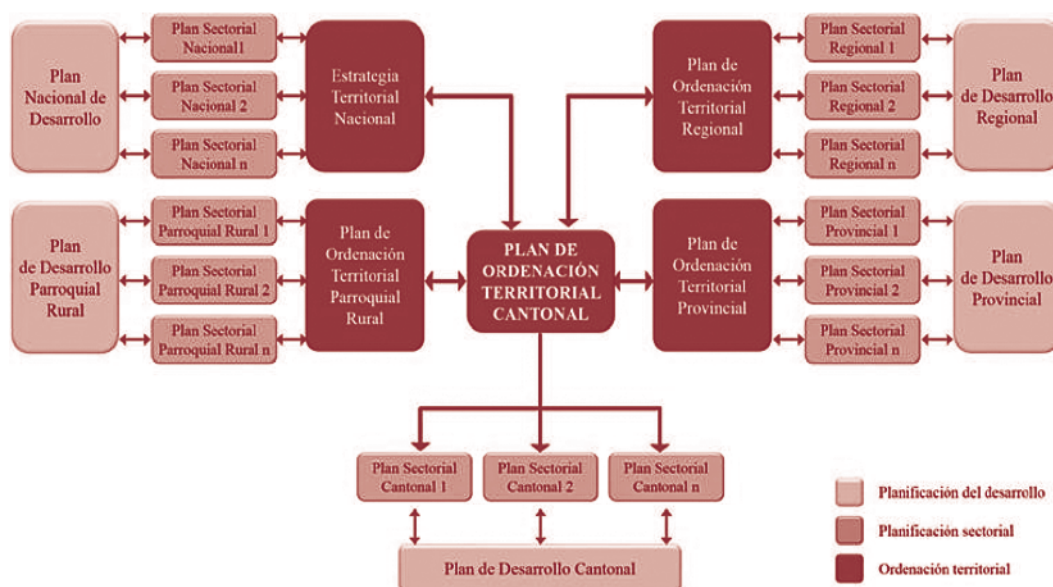 Plan
Nacional de
Desarrollo
Plan Sectorial
Nacional1
Plan Sectorial
Nacional 2
Plan Sectorial
Nacional n
Estrategia
Territorial
Nacional
Plan de
Ordenación
Territorial
Regional
Plan Sectorial
Regional 1
Plan Sectorial
Regional 2
Plan Sectorial
Regional n
Plan
de Desarrollo
Regional
Plan
de Desarrollo
Parroquial
Rural
Plan Sectorial
Parroquial Rural 1
Plan Sectorial
Parroquial Rural 2
Plan Sectorial
Parroquial Rural n
Plan de
Ordenación
Territorial
Parroquial
Rural
PLAN DE
ORDENACIÓN
TERRITORIAL
CANTONAL
Plan de
Ordenación
Territorial
Provincial
Plan Sectorial
Provincial 1
Plan Sectorial
Provincial 2
Plan Sectorial
Provincial n
Plan
de Desarrollo
Provincial
Plan Sectorial
Cantonal 1
Plan Sectorial
Cantonal 2
Plan Sectorial
Cantonal n
Plan de Desarrollo Cantonal
Planificación del desarrollo
Planificación sectorial
Ordenación territorial